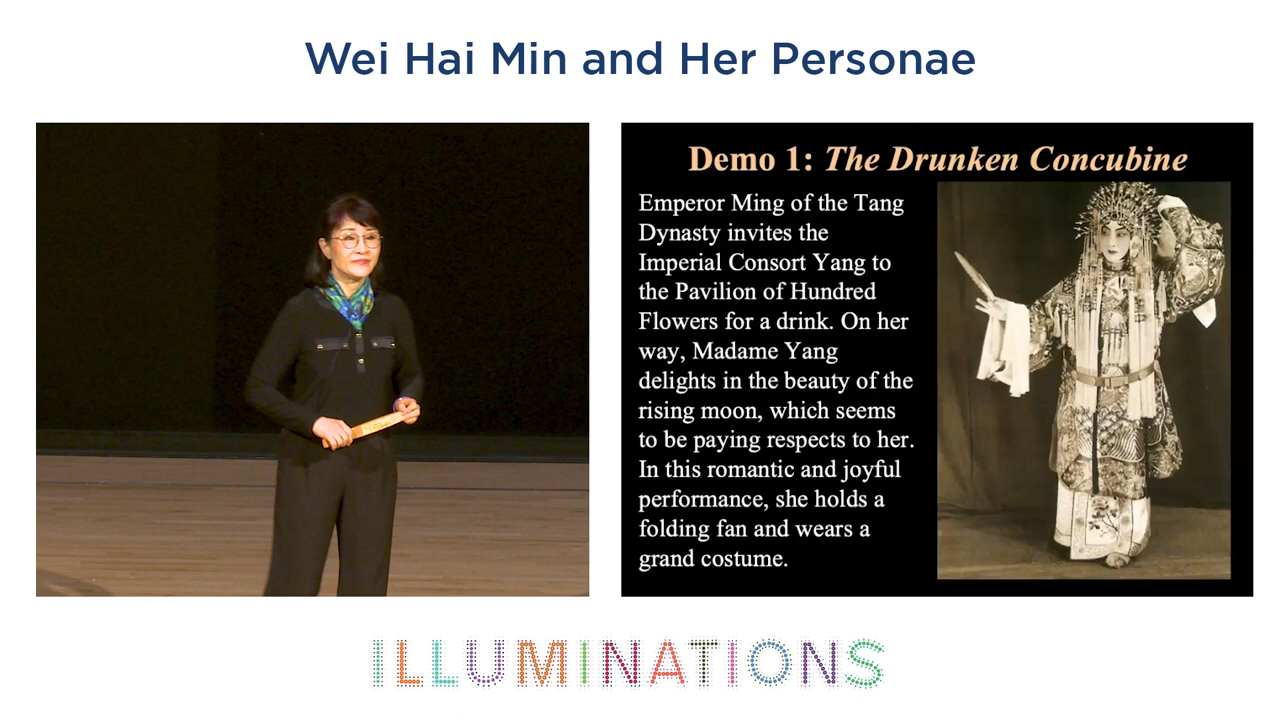 Wei Hai Min and Her Personae
Demo 1: The Drunken Concubine
Emperor Ming of the Tang
Dynasty invites the
Imperial Consort Yang to
the Pavilion of Hundred
Flowers for a drink. On her
way, Madame Yang
delights in the beauty of the
rising moon, which seems
to be paying respects to her.
In this romantic and joyful
performance, she holds a
folding fan and wears a
grand costume.
ILLUMINATIONS